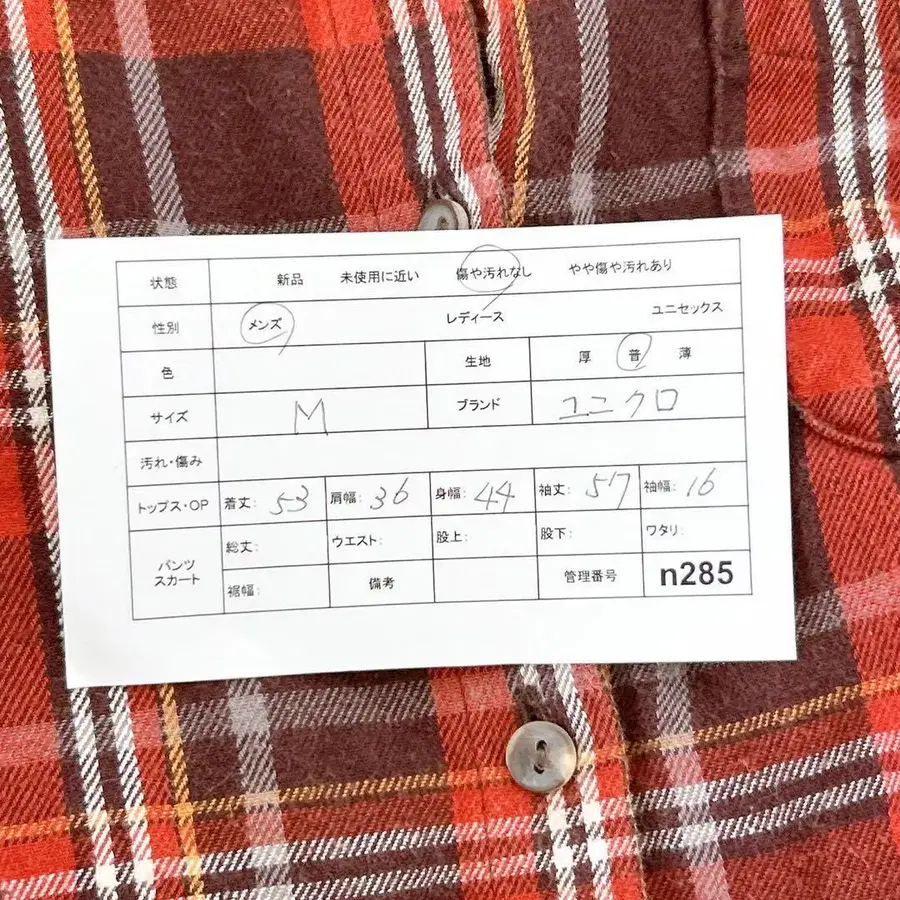 状態 新品 未使用に近い 傷や汚れなし やや傷や汚れあり
性別 メンズ レディース ユニセックス
色 生地 厚 普 薄
サイズ M ブランド ユニクロ
汚れ・傷み
トップス・OP 着丈: 53 肩幅: 36 身幅: 44 袖丈: 57 袖幅: 16
パンツ スカート 総丈: ウエスト: 股上: 股下: ワタリ:
裾幅: 備考 管理番号 n285